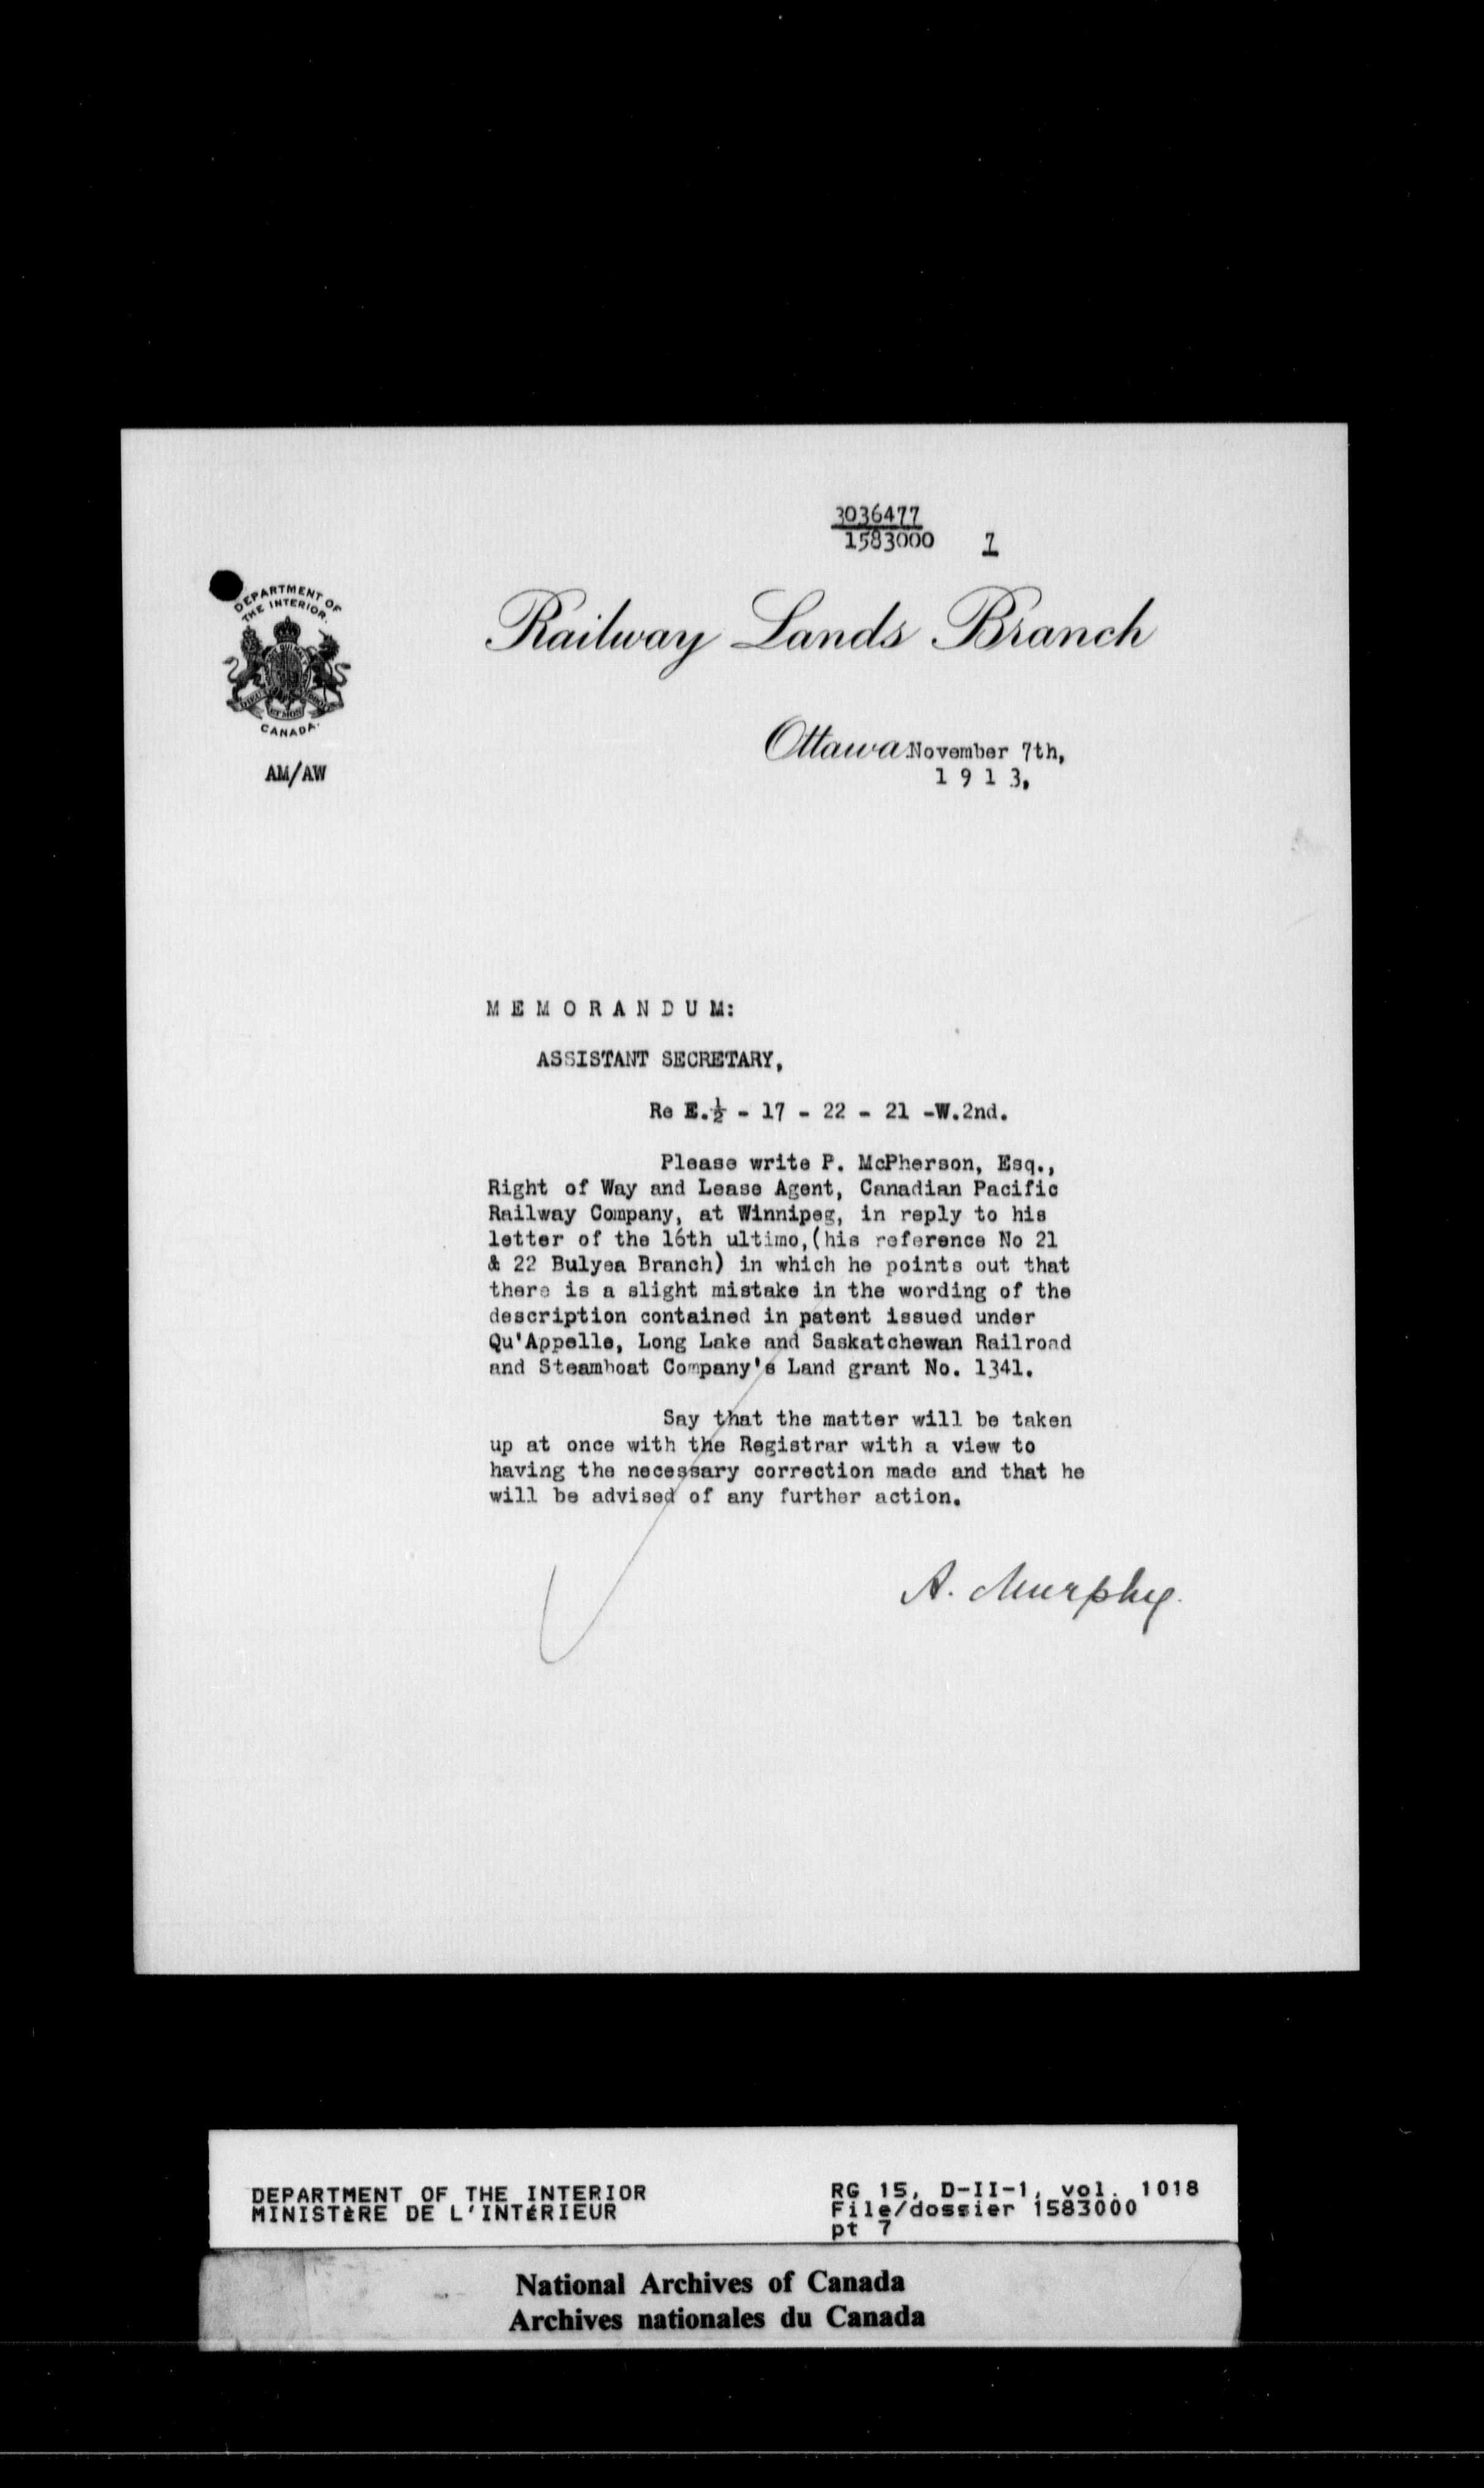 3036477
1583000 7
DEPARTMENT OF
THE INTERIOR.
DIEU ET MON DROIT
CANADA.
AM/AW
Railway Lands Branch
Ottawa November 7th,
1 9 1 3.
M E M O R A N D U M:
ASSISTANT SECRETARY,
Re E.½ - 17 - 22 - 21 -W.2nd.
Please write P. McPherson, Esq.,
Right of Way and Lease Agent, Canadian Pacific
Railway Company, at Winnipeg, in reply to his
letter of the 16th ultimo,(his reference No 21
& 22 Bulyea Branch) in which he points out that
there is a slight mistake in the wording of the
description contained in patent issued under
Qu'Appelle, Long Lake and Saskatchewan Railroad
and Steamboat Company's Land grant No. 1341.
Say that the matter will be taken
up at once with the Registrar with a view to
having the necessary correction made and that he
will be advised of any further action.
A. Murphy.
DEPARTMENT OF THE INTERIOR
MINISTÈRE DE L'INTÉRIEUR
RG 15, D-II-1, vol. 1018
File/dossier 1583000
pt 7
National Archives of Canada
Archives nationales du Canada